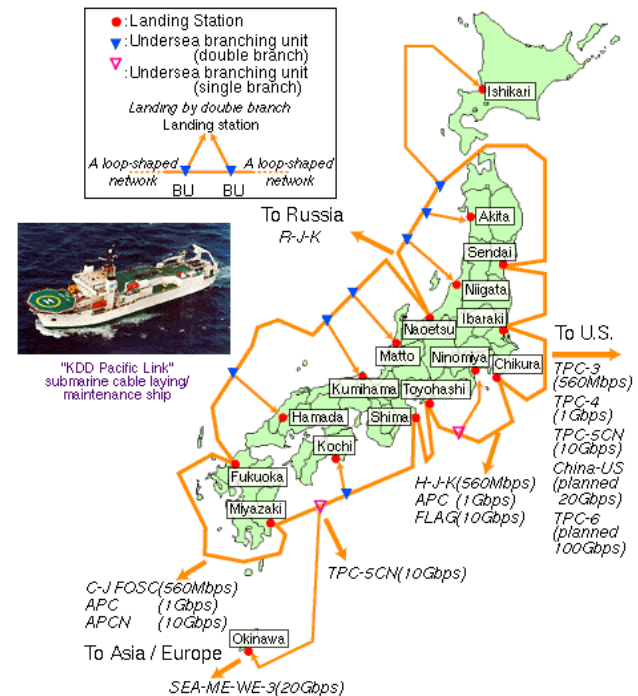 : Landing Station
: Undersea branching unit
(double branch)
: Undersea branching unit
(single branch)
Landing by double branch
Landing station
A loop-shaped
network
A loop-shaped
network
BU
BU
Ishikari
To Russia
R-J-K
Akita
Sendai
Niigata
Naoetsu
Ibaraki
Matto
Ninomiya
Chikura
Kumihama
Toyohashi
Hamada
Shima
Kochi
Fukuoka
Miyazaki
Okinawa
"KDD Pacific Link"
submarine cable laying/
maintenance ship
To U.S.
TPC-3
(560Mbps)
TPC-4
(1Gbps)
TPC-5CN
(10Gbps)
China-US
(planned
20Gbps)
TPC-6
(planned
100Gbps)
H-J-K(560Mbps)
APC (1Gbps)
FLAG(10Gbps)
TPC-5CN(10Gbps)
C-J FOSC(560Mbps)
APC (1Gbps)
APCN (10Gbps)
To Asia / Europe
SEA-ME-WE-3(20Gbps)